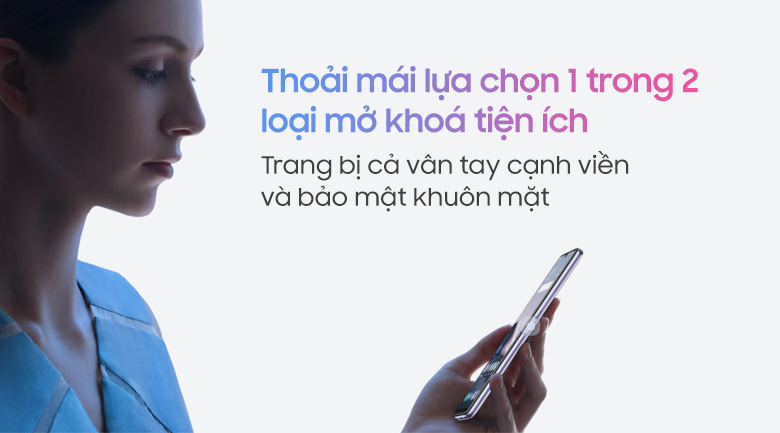 Thoải mái lựa chọn 1 trong 2
loại mở khoá tiện ích
Trang bị cả vân tay cạnh viền
và bảo mật khuôn mặt